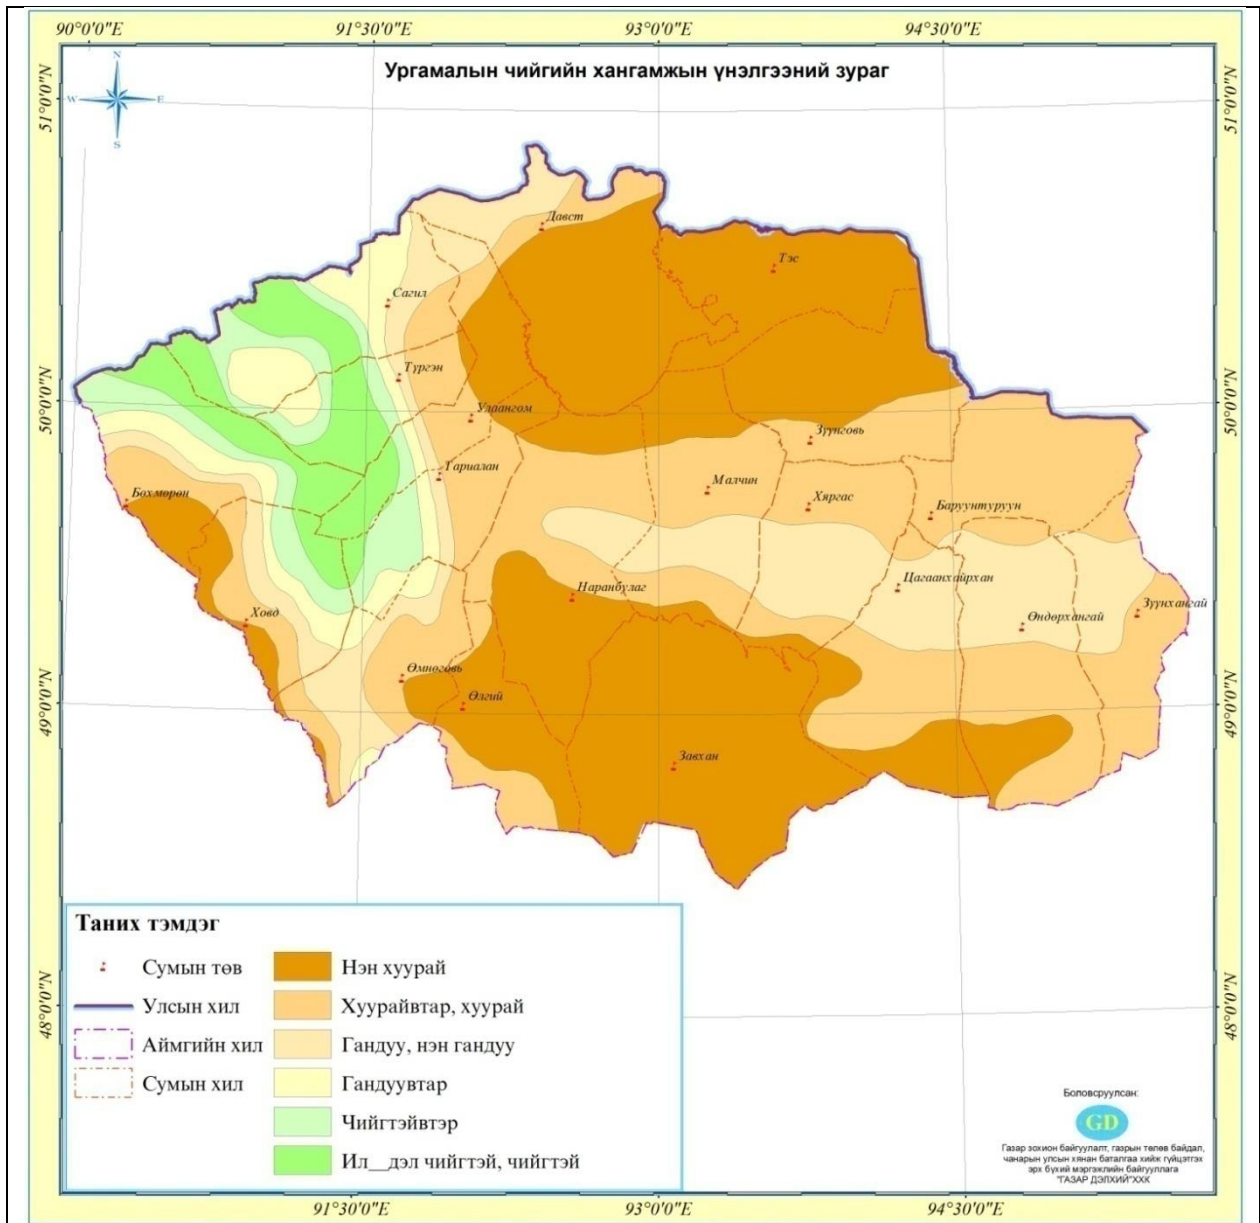 90°0'0"E 91°30'0"E 93°0'0"E 94°30'0"E
Ургамалын чийгийн хангамжын үнэлгээний зураг
N
W E
S
51°0'0"N 51°0'0"N
Давст
Тэс
Сагил
Түргэн
50°0'0"N 50°0'0"N
Улаангом
Зүүнговь
Тариалан
Бөхмөрөн
Малчин
Хяргас
Баруунтуруун
Цагаанхайрхан
Наранбулаг
Зүүнхангай
Ховд
Өндөрхангай
Өмнөговь
Өлгий
49°0'0"N 49°0'0"N
Завхан
Таних тэмдэг
Сумын төв
Улсын хил
Аймгийн хил
Сумын хил
Нэн хуурай
Хуурайвтар, хуурай
Гандуу, нэн гандуу
Гандуувтар
Чийгтэйвтэр
Ил__дэл чийгтэй, чийгтэй
48°0'0"N 48°0'0"N
Боловсруулсан:
GD
Газар зохион байгуулалт, газрын төлөв байдал,
чанарын улсын хянан баталгаа хийж гүйцэтгэх
эрх бүхий мэргэжлийн байгууллага
"ГАЗАР ДЭЛХИЙ"ХХК
91°30'0"E 93°0'0"E 94°30'0"E